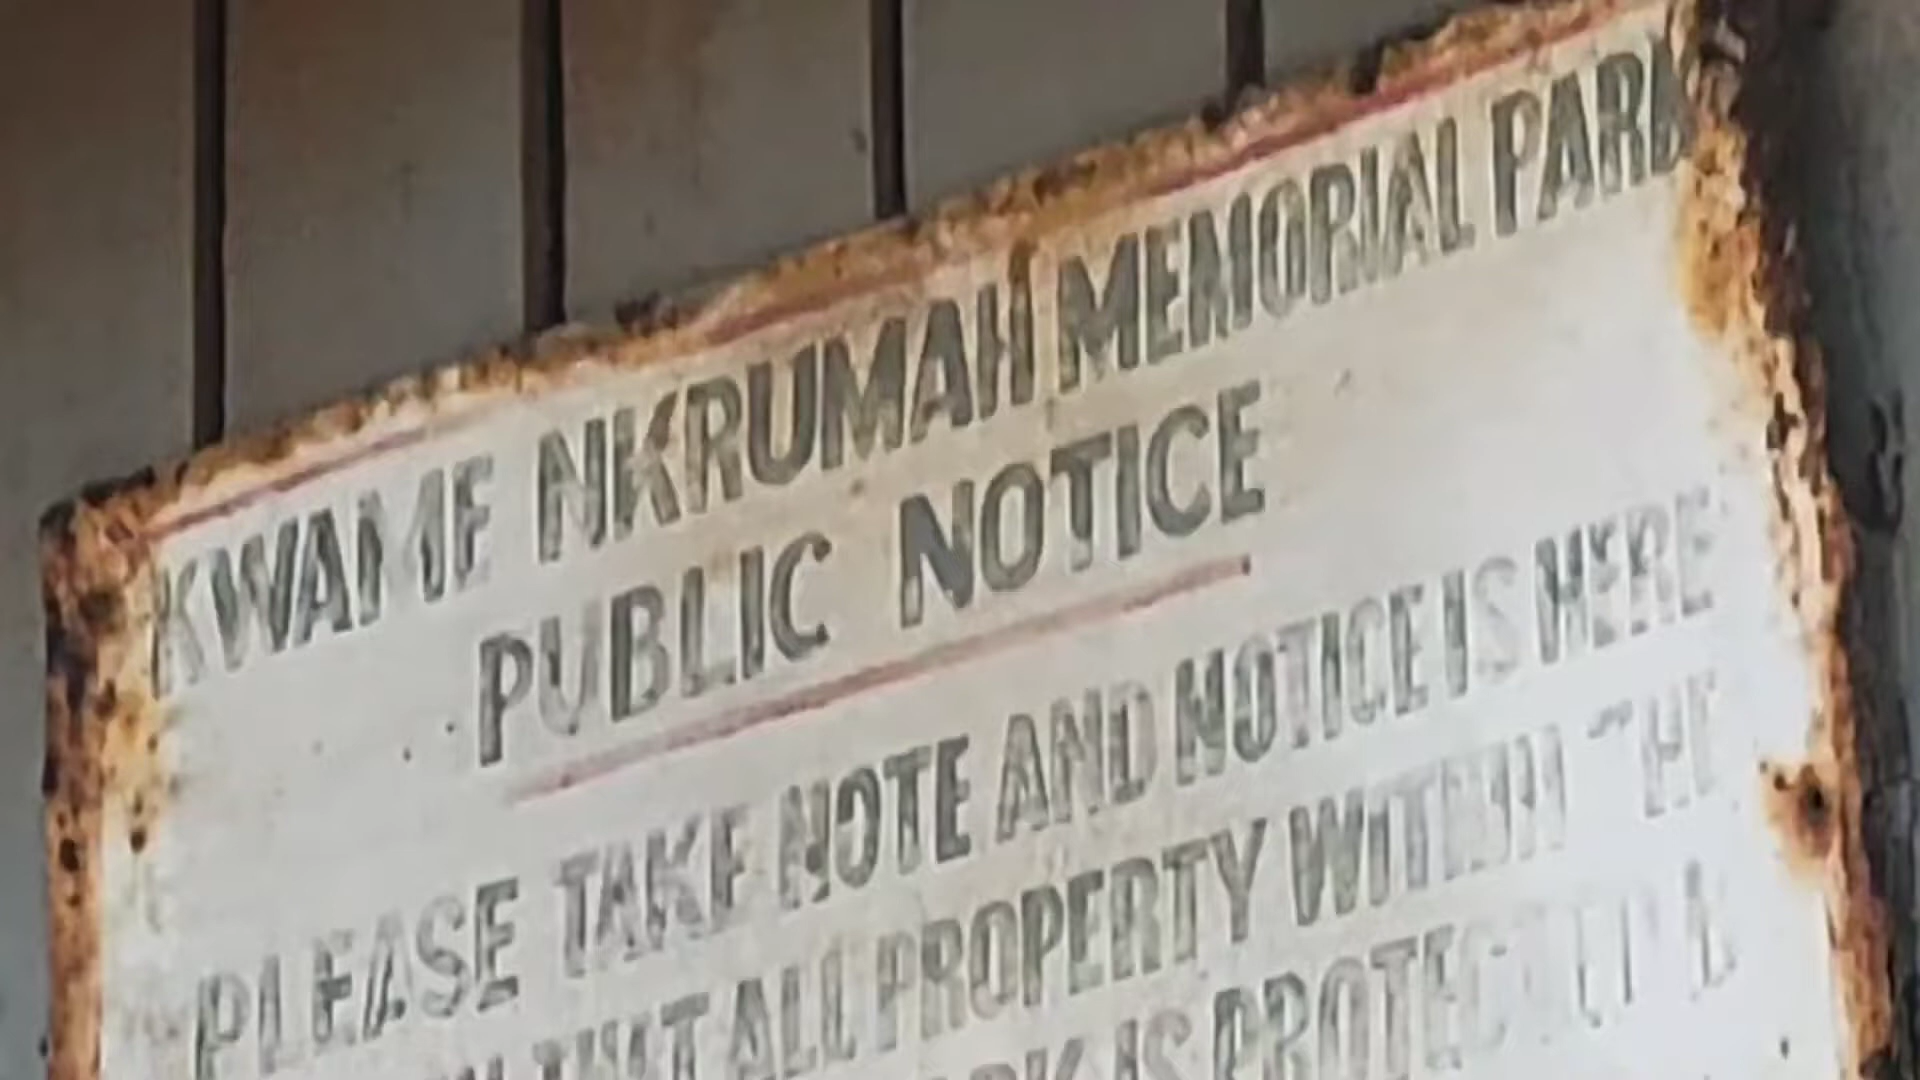 KWAME NKRUMAH MEMORIAL PARK
PUBLIC NOTICE
PLEASE TAKE NOTE AND NOTICE IS HERE
THAT ALL PROPERTY WITHIN THE
IS PROTECTED